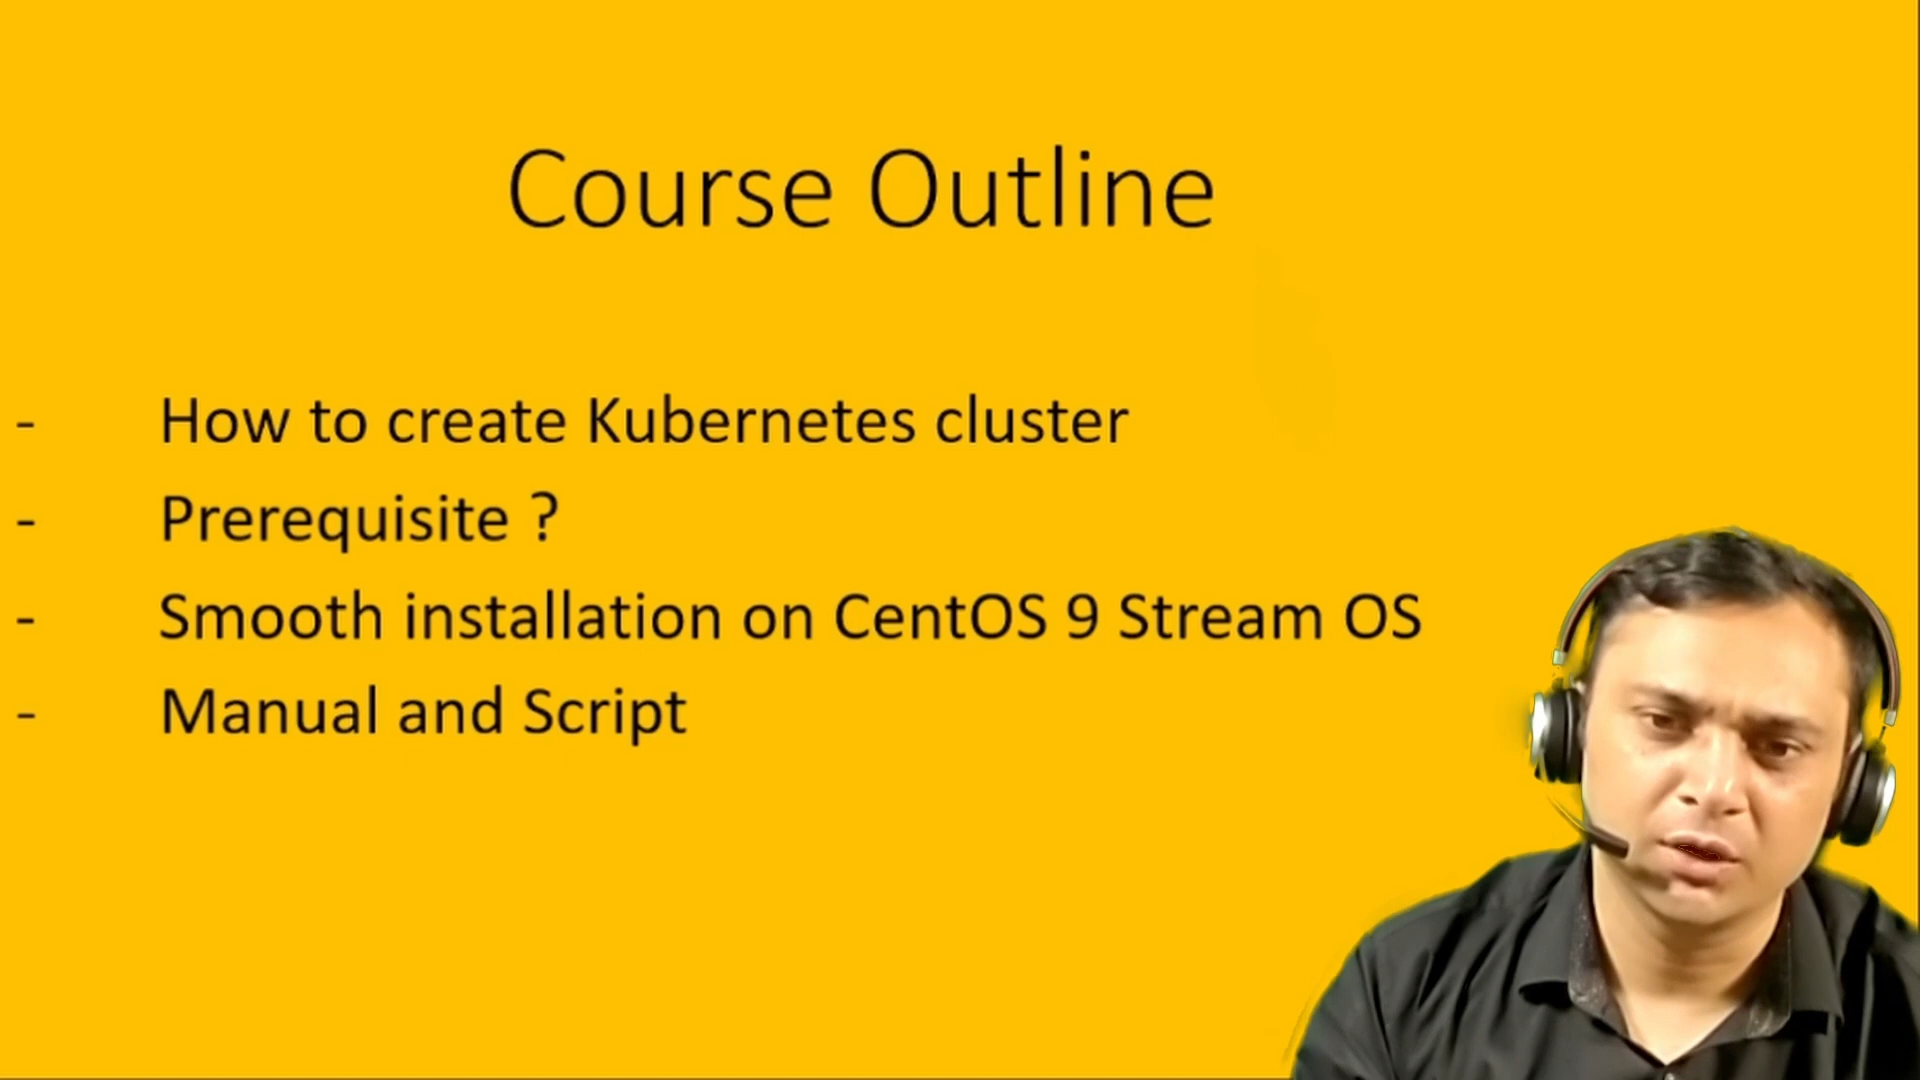 Course Outline
- How to create Kubernetes cluster
- Prerequisite ?
- Smooth installation on CentOS 9 Stream OS
- Manual and Script